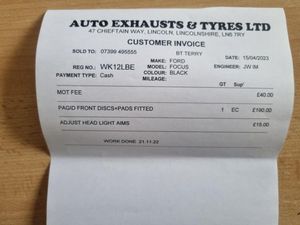 AUTO EXHAUSTS & TYRES LTD
47 CHIEFTAIN WAY, LINCOLN, LINCOLNSHIRE, LN6 7RY
CUSTOMER INVOICE
SOLD TO: 07399 495555 BT TERRY DATE: 15/04/2023
REG NO.: WK12LBE MAKE: FORD ENGINEER: JW IM
PAYMENT TYPE: Cash MODEL: FOCUS
COLOUR: BLACK
MILEAGE:
QT Sup'
MOT FEE £40.00
PAGID FRONT DISCS+PADS FITTED 1 EC £190.00
ADJUST HEAD LIGHT AIMS £15.00
WORK DONE 21.11.22